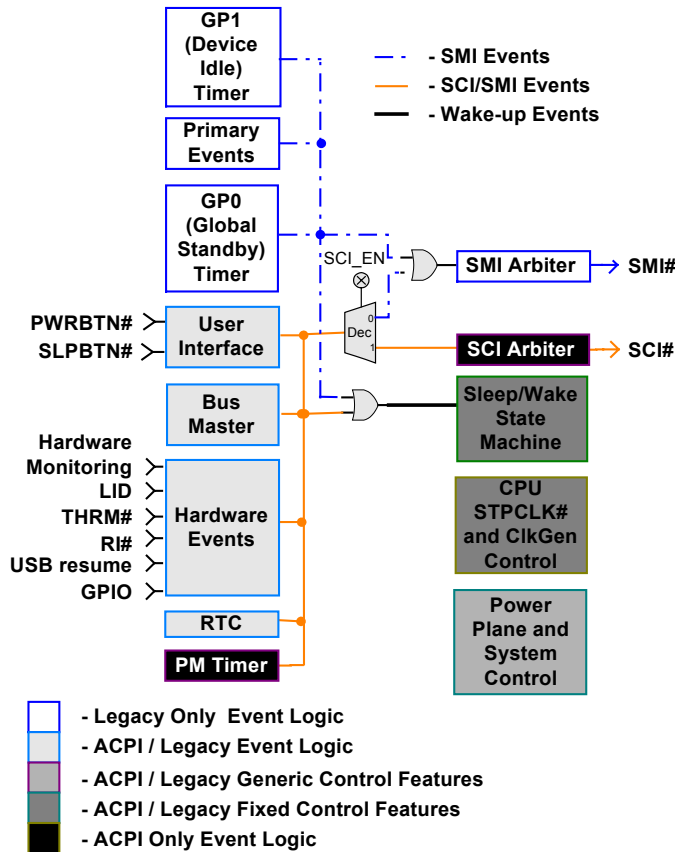 GP1
(Device
Idle)
Timer
- SMI Events
- SCI/SMI Events
- Wake-up Events
Primary
Events
GP0
(Global
Standby)
Timer
SCI_EN
SMI Arbiter
SMI#
PWRBTN#
SLPBTN#
User
Interface
0
Dec
1
SCI Arbiter
SCI#
Bus
Master
Sleep/Wake
State
Machine
Hardware
Monitoring
LID
THRM#
RI#
USB resume
GPIO
Hardware
Events
CPU
STPCLK#
and ClkGen
Control
RTC
PM Timer
Power
Plane and
System
Control
- Legacy Only Event Logic
- ACPI / Legacy Event Logic
- ACPI / Legacy Generic Control Features
- ACPI / Legacy Fixed Control Features
- ACPI Only Event Logic